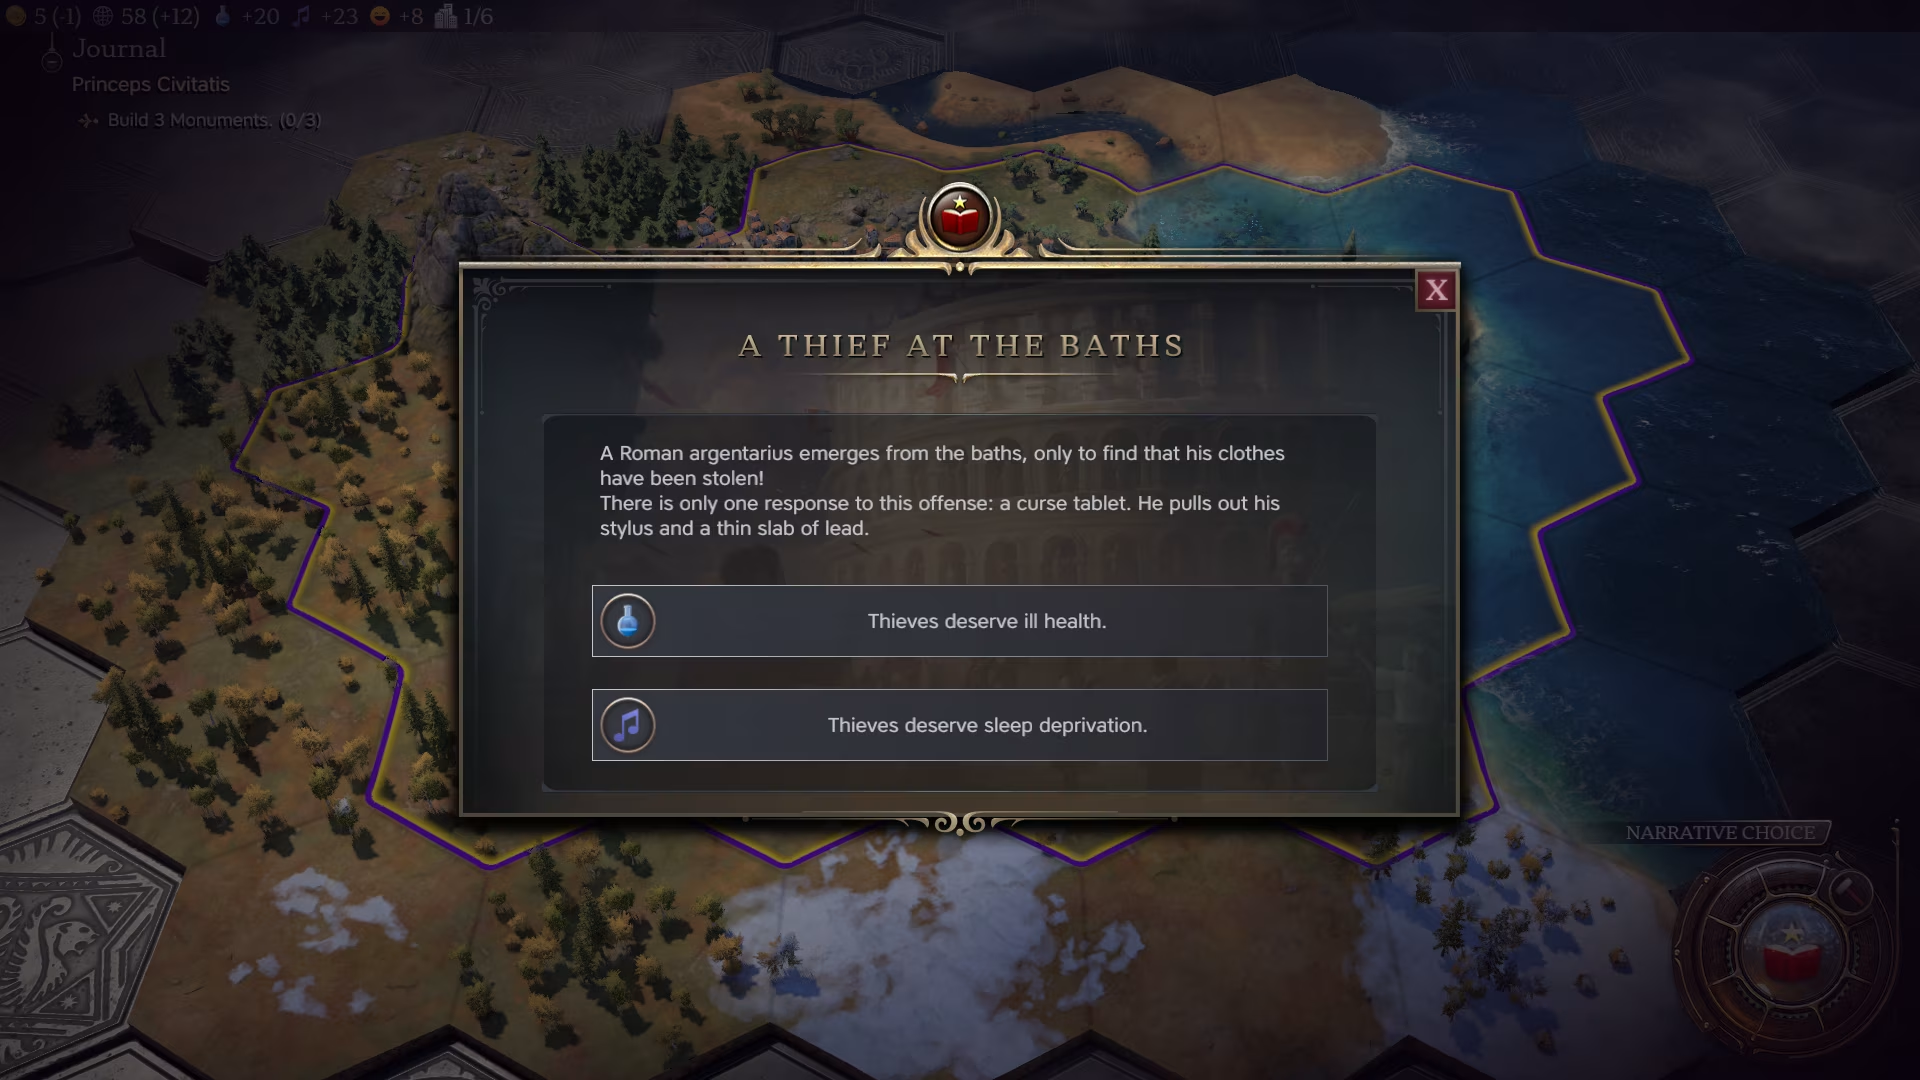 5 (-1) 58 (+12) +20 +23 +8 1/6
Journal
Princeps Civitatis
Build 3 Monuments. (0/3)
X
A THIEF AT THE BATHS
A Roman argentarius emerges from the baths, only to find that his clothes
have been stolen!
There is only one response to this offense: a curse tablet. He pulls out his
stylus and a thin slab of lead.
Thieves deserve ill health.
Thieves deserve sleep deprivation.
NARRATIVE CHOICE